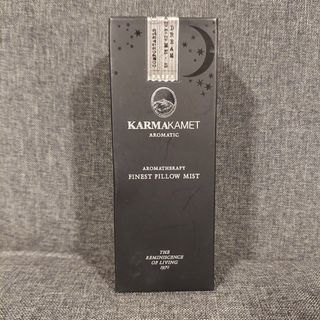 KARMAKAMET
AROMATIC
AROMATHERAPY
FINEST PILLOW MIST
THE
REMINISCENCE
OF LIVING
1971